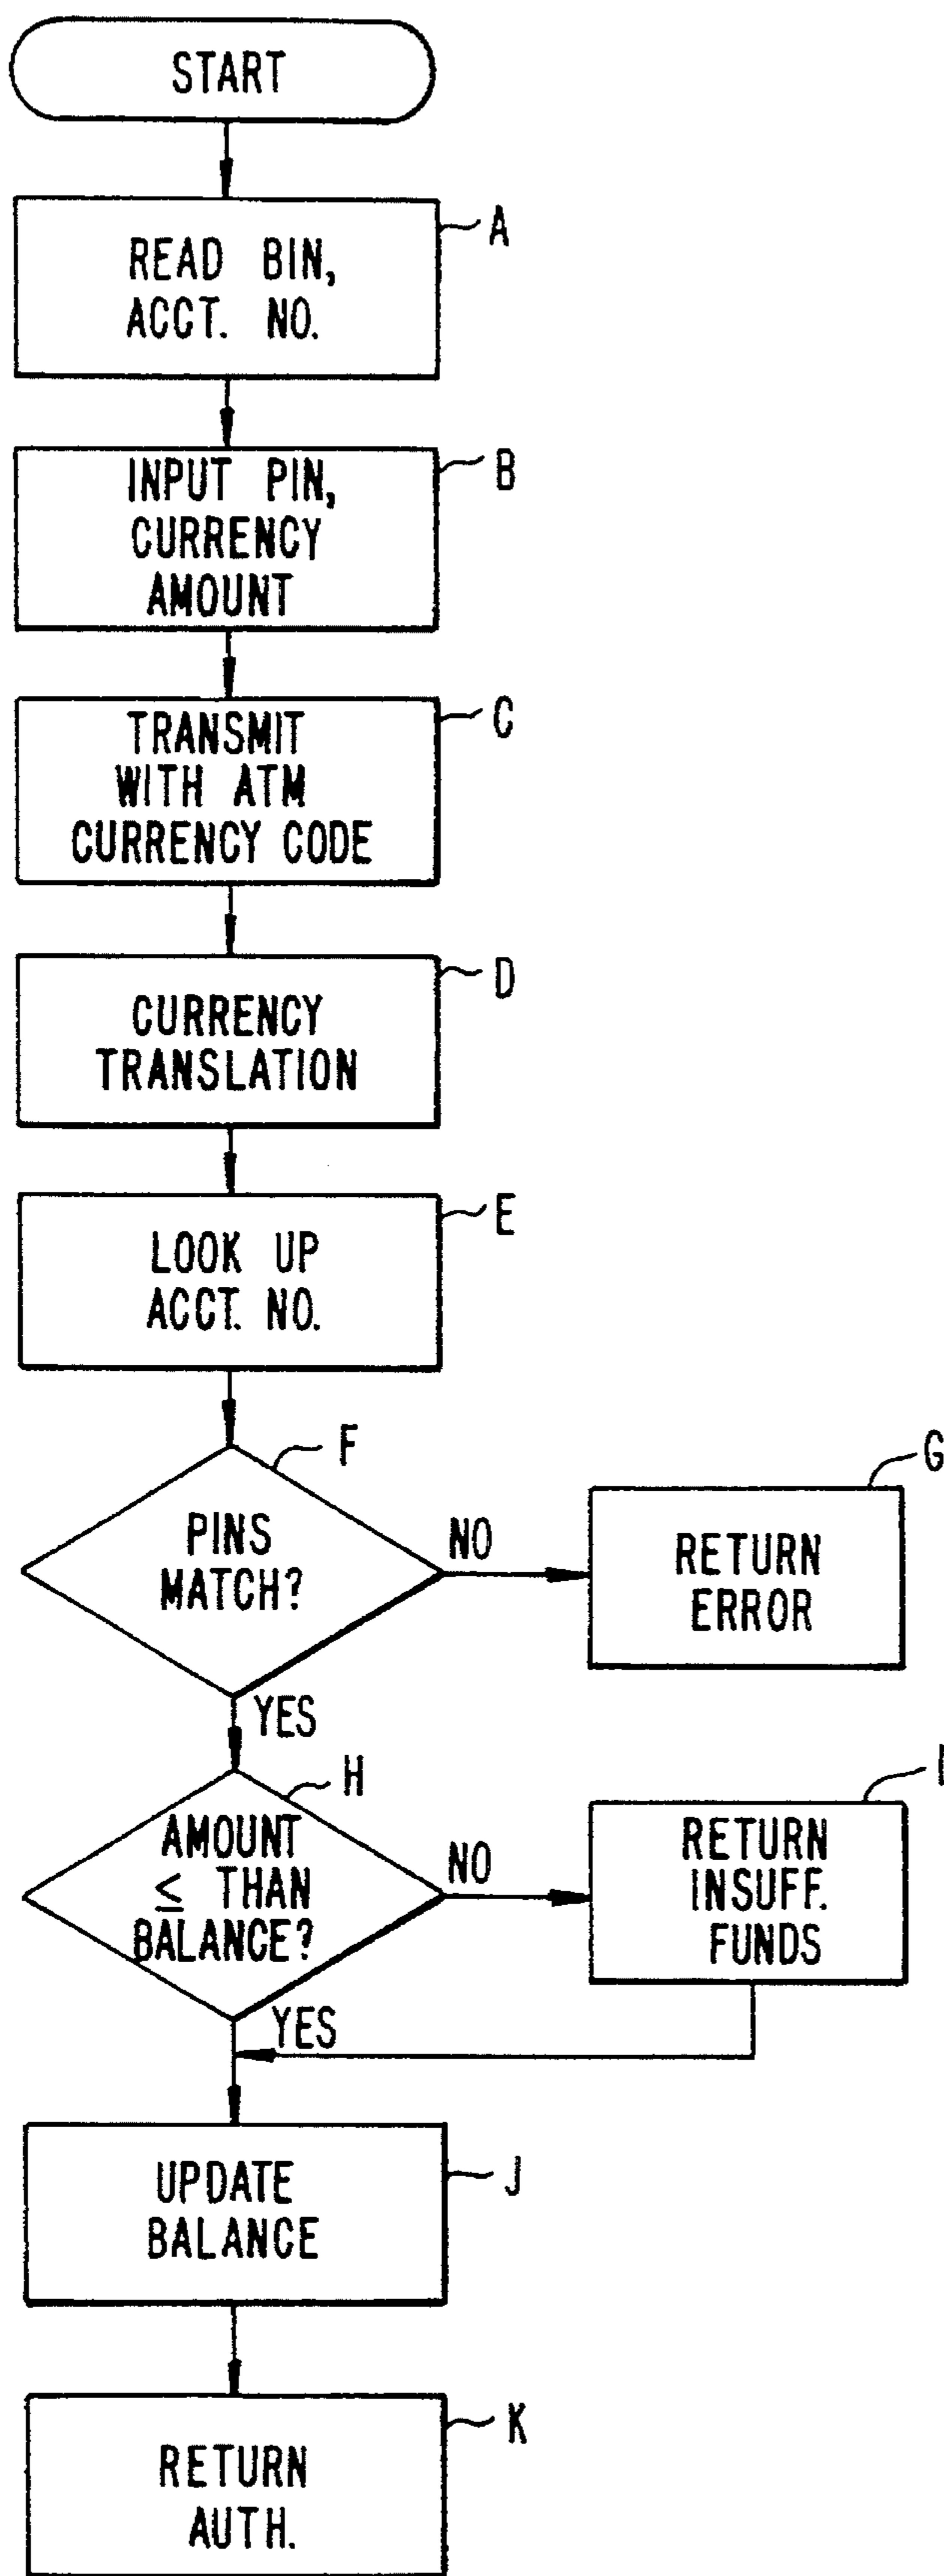 START
A
READ BIN,
ACCT. NO.
B
INPUT PIN,
CURRENCY
AMOUNT
C
TRANSMIT
WITH ATM
CURRENCY CODE
D
CURRENCY
TRANSLATION
E
LOOK UP
ACCT. NO.
F
PINS
MATCH?
NO
G
RETURN
ERROR
YES
H
AMOUNT
≤ THAN
BALANCE?
NO
I
RETURN
INSUFF.
FUNDS
YES
J
UPDATE
BALANCE
K
RETURN
AUTH.